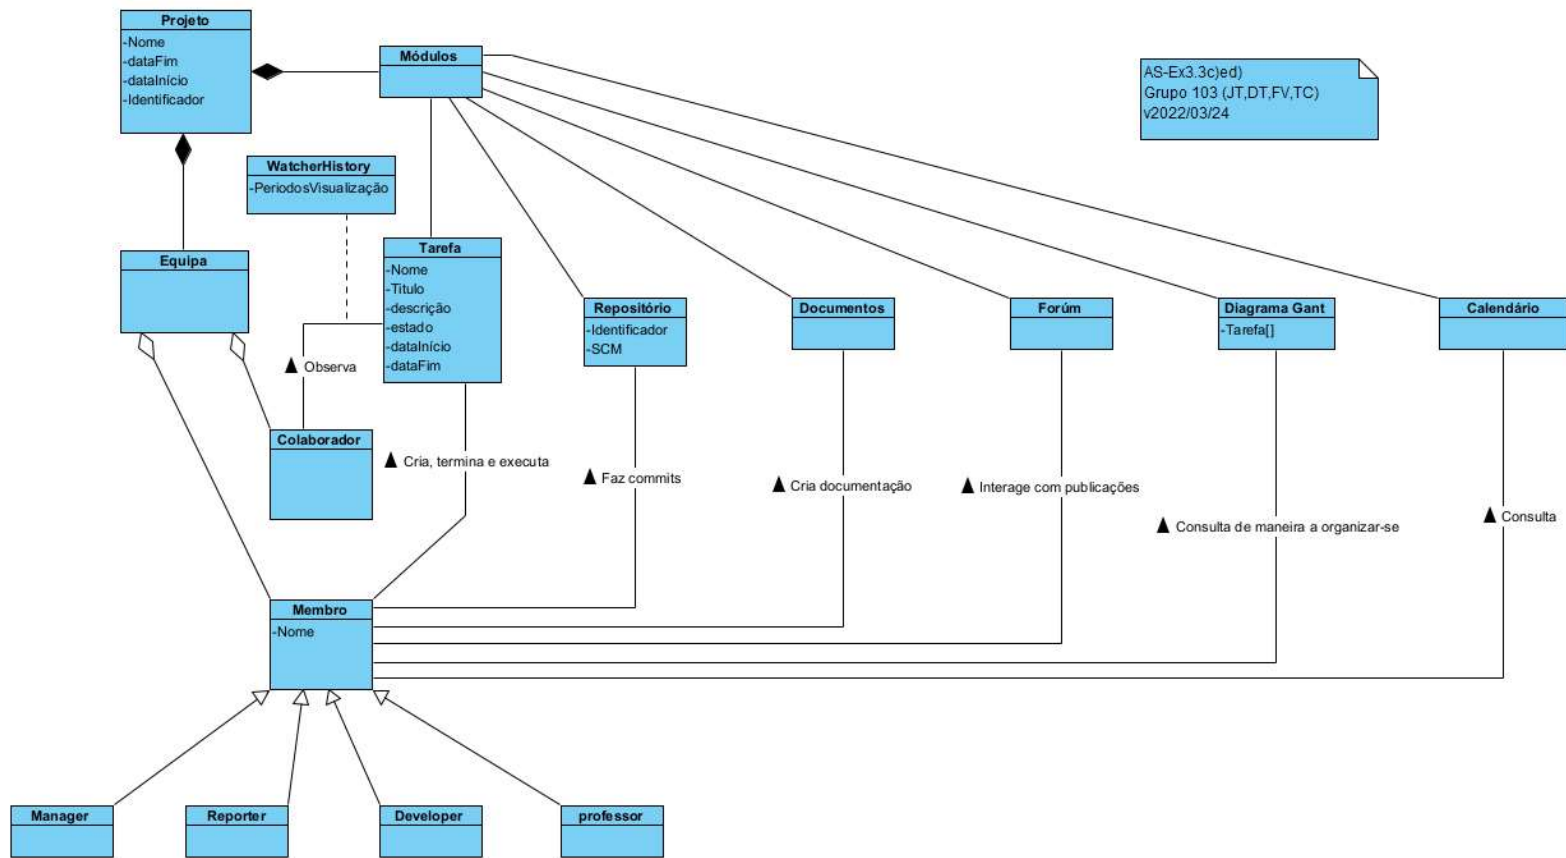 Projeto
-Nome
-dataFim
-dataInício
-Identificador
Módulos
AS-Ex3.3c)ed)
Grupo 103 (JT,DT,FV,TC)
v2022/03/24
WatcherHistory
-PeriodosVisualização
Equipa
Tarefa
-Nome
-Titulo
-descrição
-estado
-dataInício
-dataFim
Repositório
-Identificador
-SCM
Documentos
Forúm
Diagrama Gant
-Tarefa[]
Calendário
Observa
Colaborador
Cria, termina e executa
Faz commits
Cria documentação
Interage com publicações
Consulta de maneira a organizar-se
Consulta
Membro
-Nome
Manager
Reporter
Developer
professor